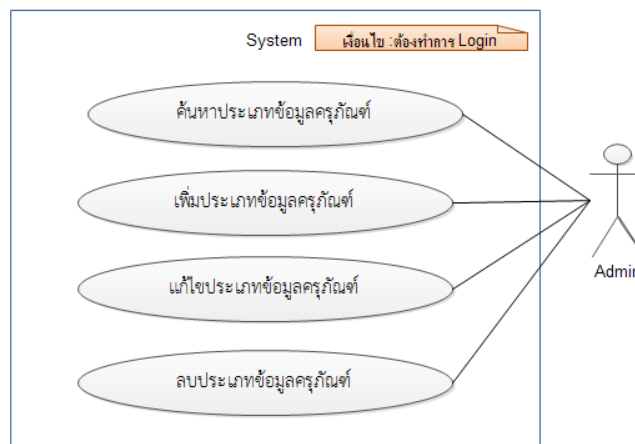 System เงื่อนไข :ต้องทำการ Login
ค้นหาประเภทข้อมูลครุภัณฑ์
เพิ่มประเภทข้อมูลครุภัณฑ์
แก้ไขประเภทข้อมูลครุภัณฑ์
Admin
ลบประเภทข้อมูลครุภัณฑ์